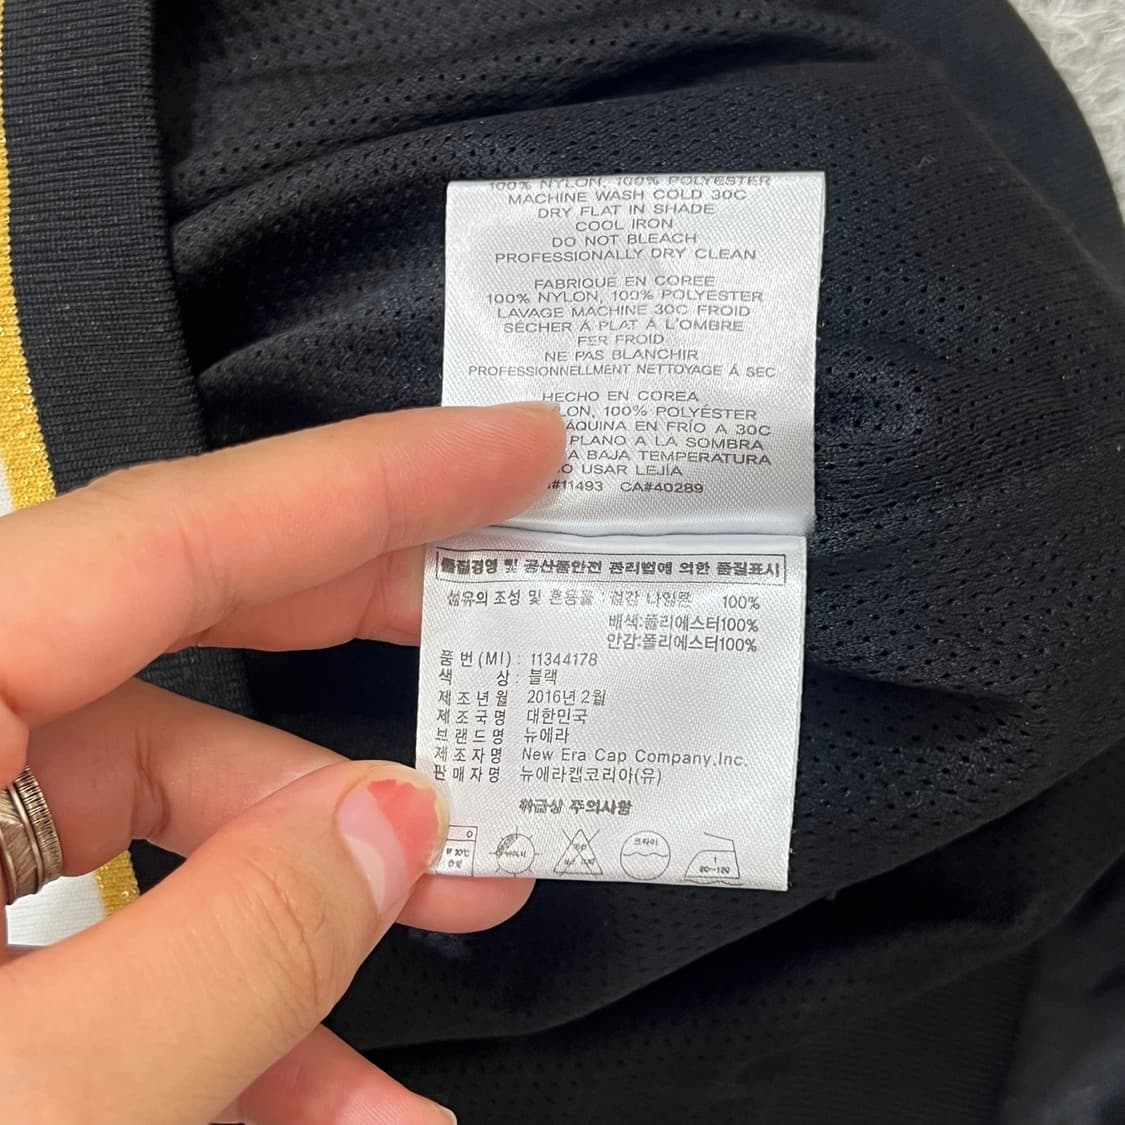 100% NYLON, 100% POLYESTER
MACHINE WASH COLD 30C
DRY FLAT IN SHADE
COOL IRON
DO NOT BLEACH
PROFESSIONALLY DRY CLEAN
FABRIQUÉ EN COREE
100% NYLON, 100% POLYESTER
LAVAGE MACHINE 30C FROID
SÉCHER À PLAT À L'OMBRE
FER FROID
NE PAS BLANCHIR
PROFESSIONNELLMENT NETTOYAGE À SEC
HECHO EN COREA
100% POLYÉSTER
EN FRÍO A 30C
PLANO A LA SOMBRA
A BAJA TEMPERATURA
USAR LEJÍA
#11493 CA#40289
품질경영 및 공산품안전 관리법에 의한 품질표시
섬유의 조성 및 혼용율 : 겉감 나일론 100%
배색:폴리에스터100%
안감:폴리에스터100%
품번(MI) : 11344178
색 상 : 블랙
제조년월 2016년 2월
제조국명 대한민국
브랜드명 뉴에라
제조자명 New Era Cap Company,Inc.
판매자명 뉴에라캡코리아(유)
취급상 주의사항
드라이